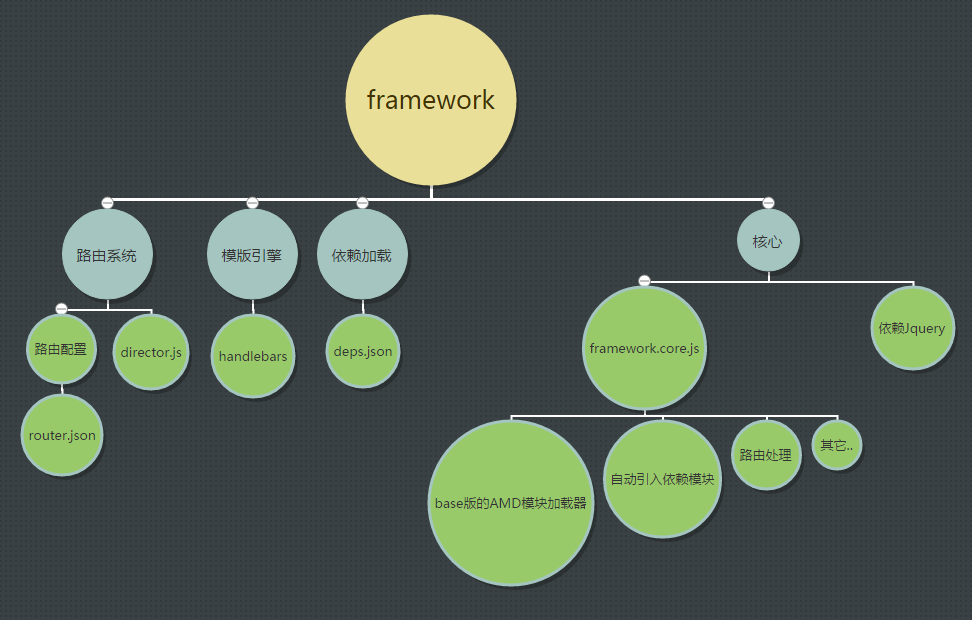 framework
路由系统
模版引擎
依赖加载
核心
路由配置
director.js
handlebars
deps.json
framework.core.js
依赖Jquery
router.json
base版的AMD模块加载器
自动引入依赖模块
路由处理
其它..